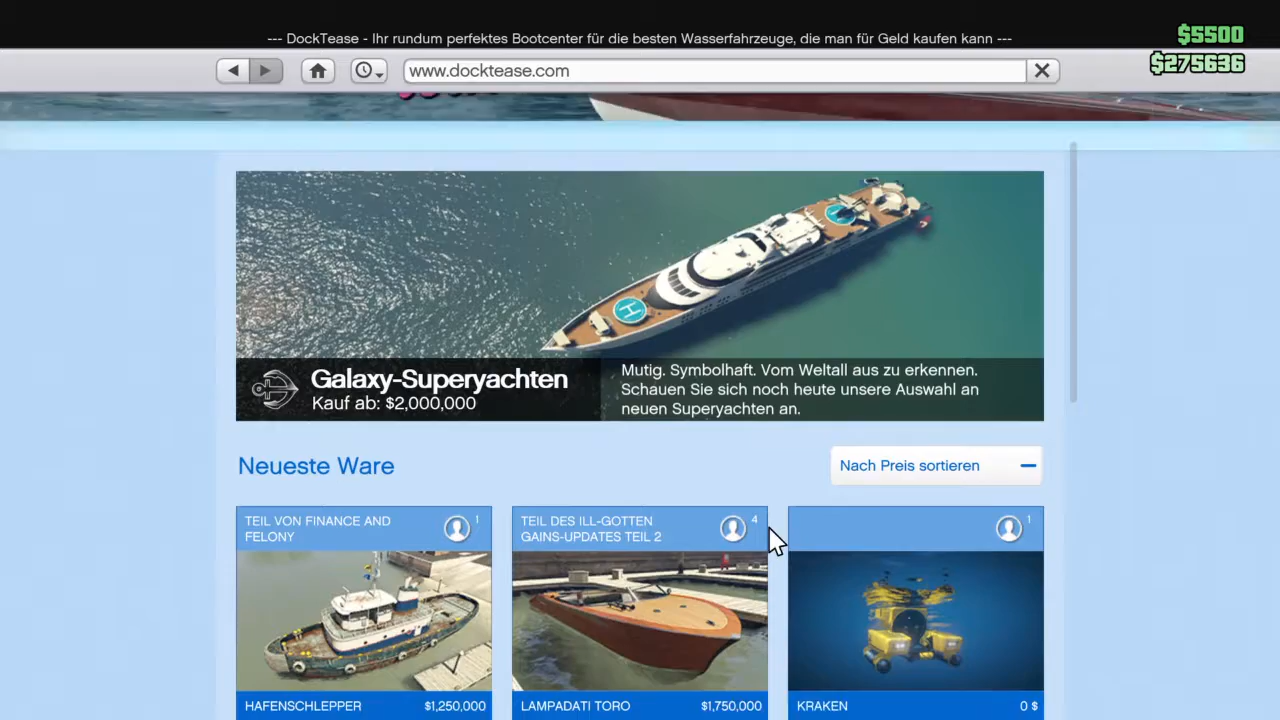 --- DockTease - Ihr rundum perfektes Bootcenter für die besten Wasserfahrzeuge, die man für Geld kaufen kann ---
$5500
$275636
www.docktease.com
Galaxy-Superyachten
Kauf ab: $2,000,000
Mutig. Symbolhaft. Vom Weltall aus zu erkennen.
Schauen Sie sich noch heute unsere Auswahl an
neuen Superyachten an.
Neueste Ware
Nach Preis sortieren
TEIL VON FINANCE AND
FELONY
1
TEIL DES ILL-GOTTEN
GAINS-UPDATES TEIL 2
4
1
H
HAFENSCHLEPPER $1,250,000
LAMPADATI TORO $1,750,000
KRAKEN 0 $